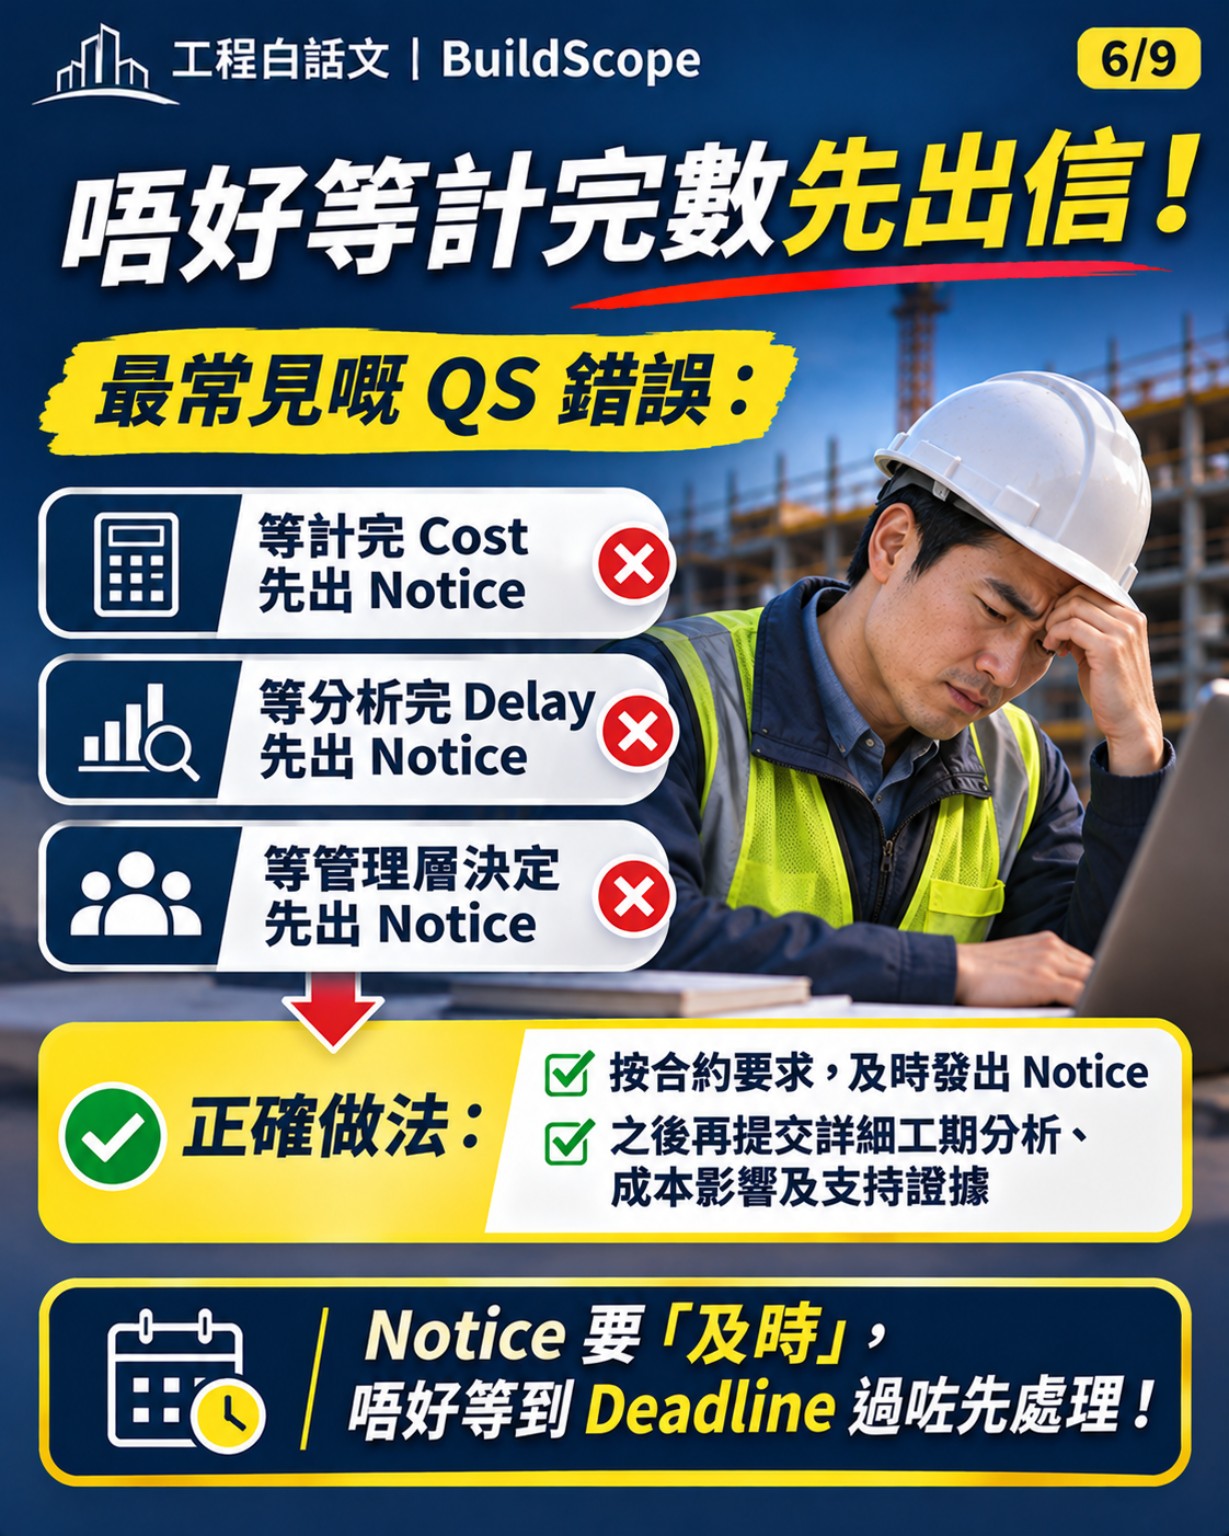 工程白話文 | BuildScope
6/9
唔好等計完數先出信！
最常見嘅 QS 錯誤：
等計完 Cost
先出 Notice
等分析完 Delay
先出 Notice
等管理層決定
先出 Notice
正確做法：
按合約要求，及時發出 Notice
之後再提交詳細工期分析、
成本影響及支持證據
Notice 要「及時」，
唔好等到 Deadline 過咗先處理！